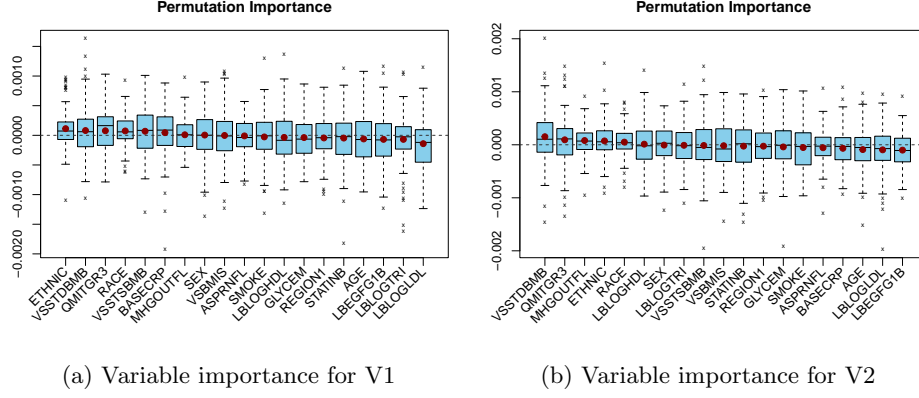 Permutation Importance
0.0010
0.0000
−0.0010
−0.0020
ETHNIC
VSSTDBMB
QMITGR3
RACE
VSSTSBMB
BASECRP
MHGOUTFL
SEX
VSBMIS
ASPRNFL
SMOKE
LBLOGHDL
GLYCEM
REGION1
STATINB
AGE
LBEGFG1B
LBLOGTRI
LBLOGLDL
(a) Variable importance for V1
Permutation Importance
0.002
0.001
0.000
−0.001
−0.002
VSSTDBMB
QMITGR3
MHGOUTFL
ETHNIC
RACE
LBLOGHDL
SEX
LBLOGTRI
VSSTSBMB
VSBMIS
STATINB
REGION1
GLYCEM
SMOKE
ASPRNFL
BASECRP
AGE
LBLOGLDL
LBEGFG1B
(b) Variable importance for V2